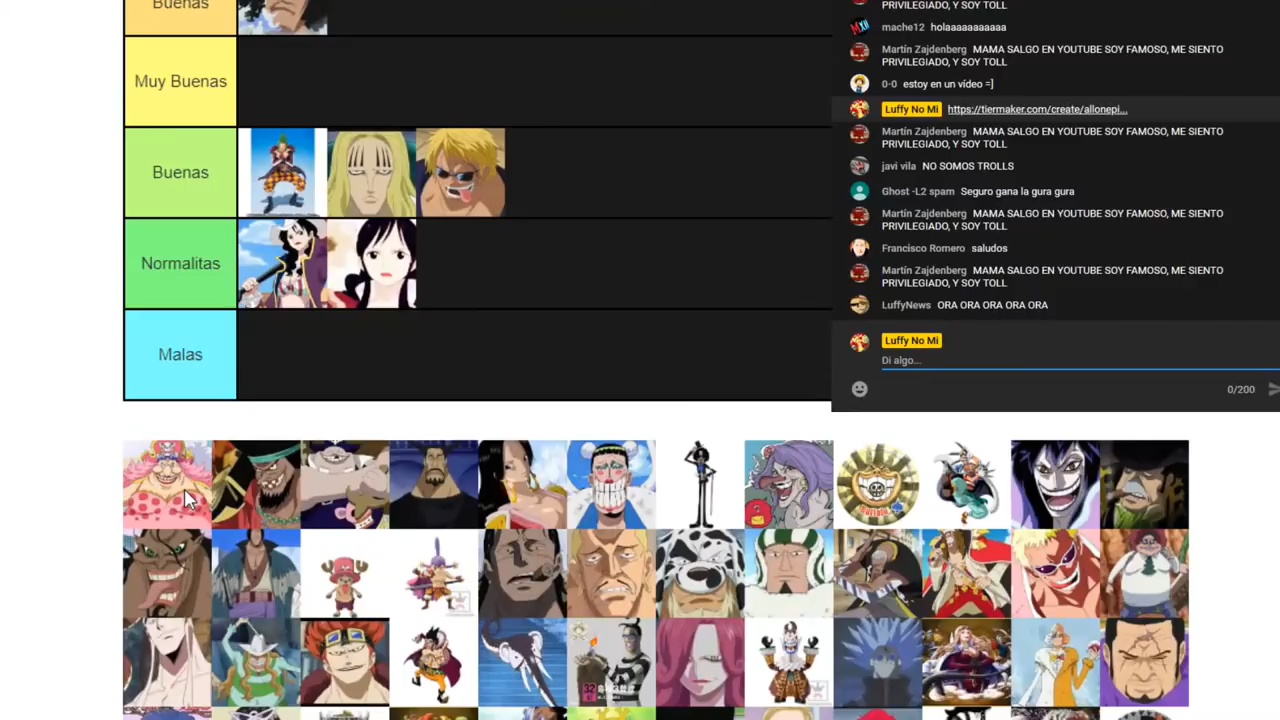 Buenas
Muy Buenas
Buenas
Normalitas
Malas
PRIVILEGIADO, Y SOY TOLL
mache12 holaaaaaaaaaaa
Martín Zajdenberg MAMA SALGO EN YOUTUBE SOY FAMOSO, ME SIENTO
PRIVILEGIADO, Y SOY TOLL
0-0 estoy en un vídeo =]
Luffy No Mi https://tiermaker.com/create/allonepi...
Martín Zajdenberg MAMA SALGO EN YOUTUBE SOY FAMOSO, ME SIENTO
PRIVILEGIADO, Y SOY TOLL
javi vila NO SOMOS TROLLS
Ghost -L2 spam Seguro gana la gura gura
Martín Zajdenberg MAMA SALGO EN YOUTUBE SOY FAMOSO, ME SIENTO
PRIVILEGIADO, Y SOY TOLL
Francisco Romero saludos
Martín Zajdenberg MAMA SALGO EN YOUTUBE SOY FAMOSO, ME SIENTO
PRIVILEGIADO, Y SOY TOLL
LuffyNews ORA ORA ORA ORA ORA
Luffy No Mi
Di algo...
0/200